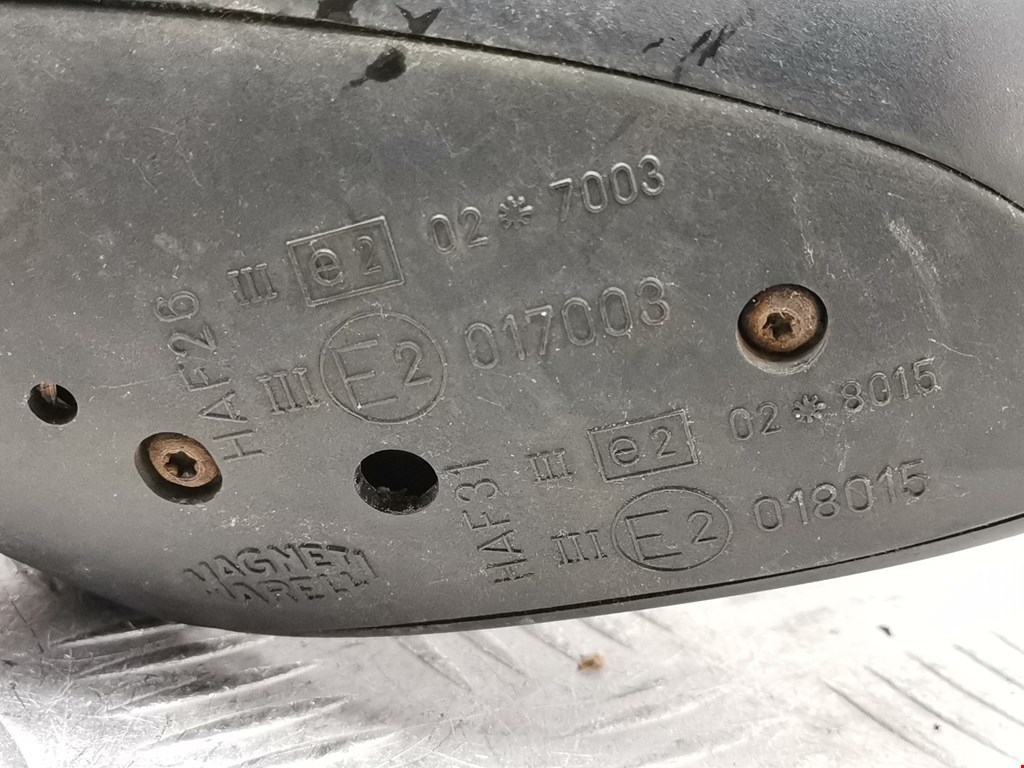 HAF26
III e2 02*7003
III E2 017003
HAF31
III e2 02*8015
III E2 018015
MAGNETI
MARELLI